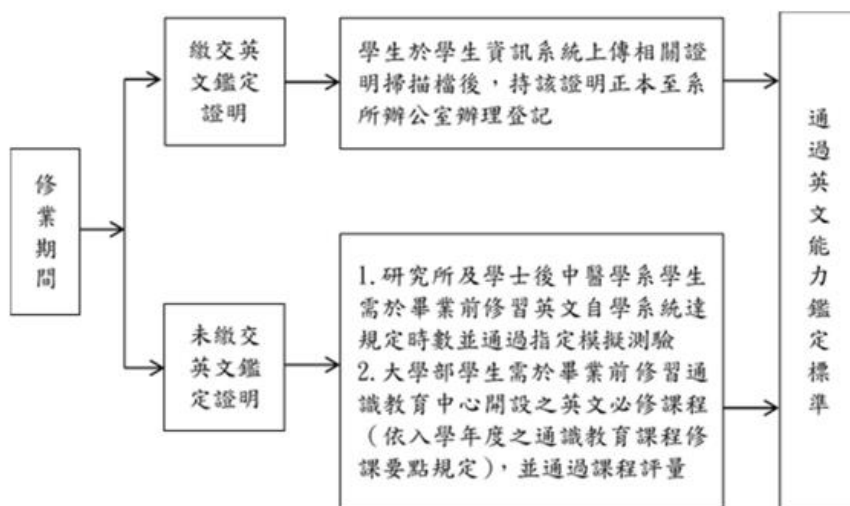 修業期間
繳交英
文鑑定
證明
學生於學生資訊系統上傳相關證
明掃描檔後，持該證明正本至系
所辦公室辦理登記
未繳交
英文鑑
定證明
1.研究所及學士後中醫學系學生
需於畢業前修習英文自學系統達
規定時數並通過指定模擬測驗
2.大學部學生需於畢業前修習通
識教育中心開設之英文必修課程
（依入學年度之通識教育課程修
課要點規定），並通過課程評量
通過英文能力鑑定標準